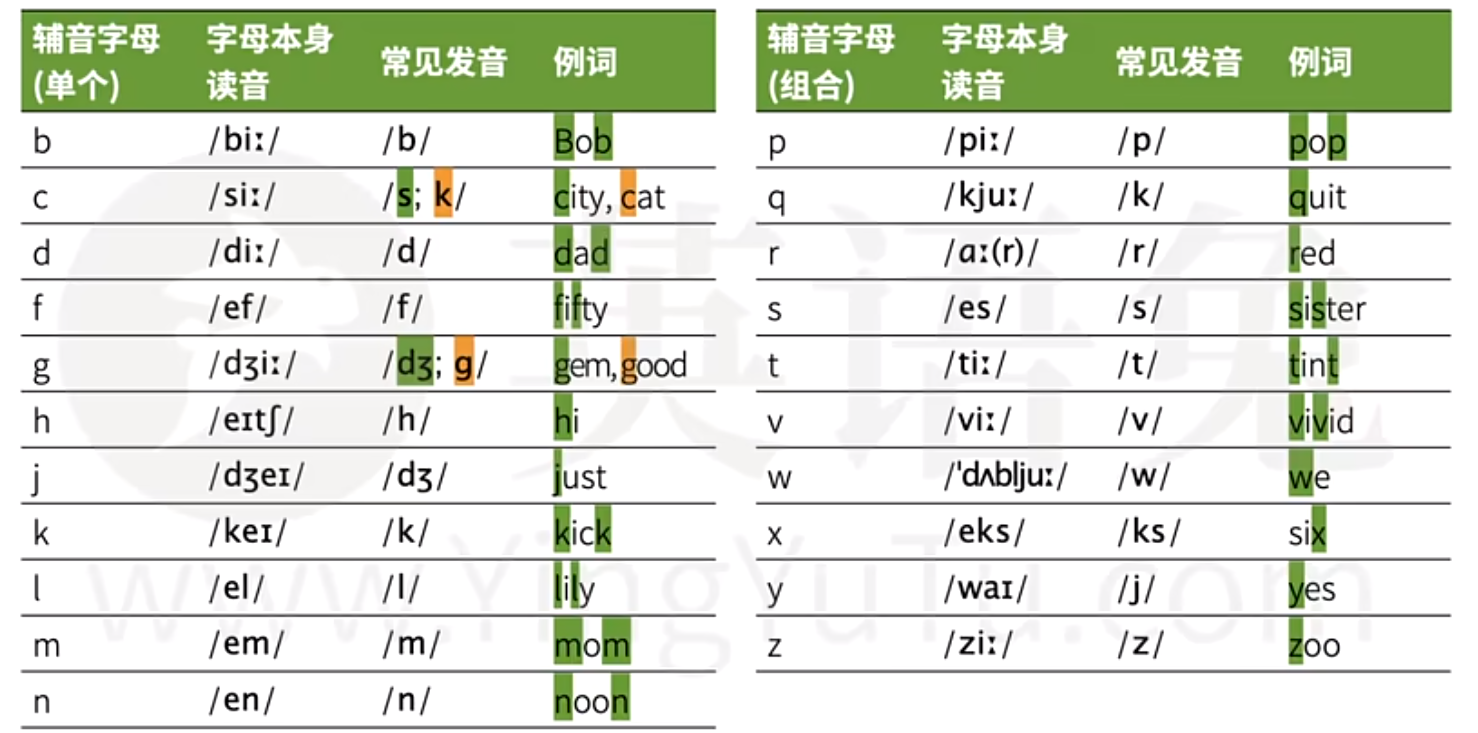 辅音字母 字母本身 常见发音 例词
(单个) 读音
b /biː/ /b/ Bob
c /siː/ /s; k/ city, cat
d /diː/ /d/ dad
f /ef/ /f/ fifty
g /dʒiː/ /dʒ; g/ gem, good
h /eɪtʃ/ /h/ hi
j /dʒeɪ/ /dʒ/ just
k /keɪ/ /k/ kick
l /el/ /l/ lily
m /em/ /m/ mom
n /en/ /n/ noon
辅音字母 字母本身 常见发音 例词
(组合) 读音
p /piː/ /p/ pop
q /kjuː/ /k/ quit
r /ɑː(r)/ /r/ red
s /es/ /s/ sister
t /tiː/ /t/ tint
v /viː/ /v/ vivid
w /ˈdʌbljuː/ /w/ we
x /eks/ /ks/ six
y /waɪ/ /j/ yes
z /ziː/ /z/ zoo
英语兔
www.YingYuTu.com